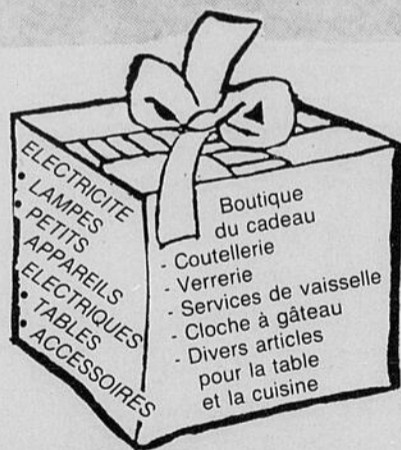 ELECTRICITE
• LAMPES
• PETITS
APPAREILS
ELECTRIQUES
• TABLES
• ACCESSOIRES
Boutique
du cadeau
- Coutellerie
- Verrerie
- Services de vaisselle
- Cloche à gâteau
- Divers articles
pour la table
et la cuisine